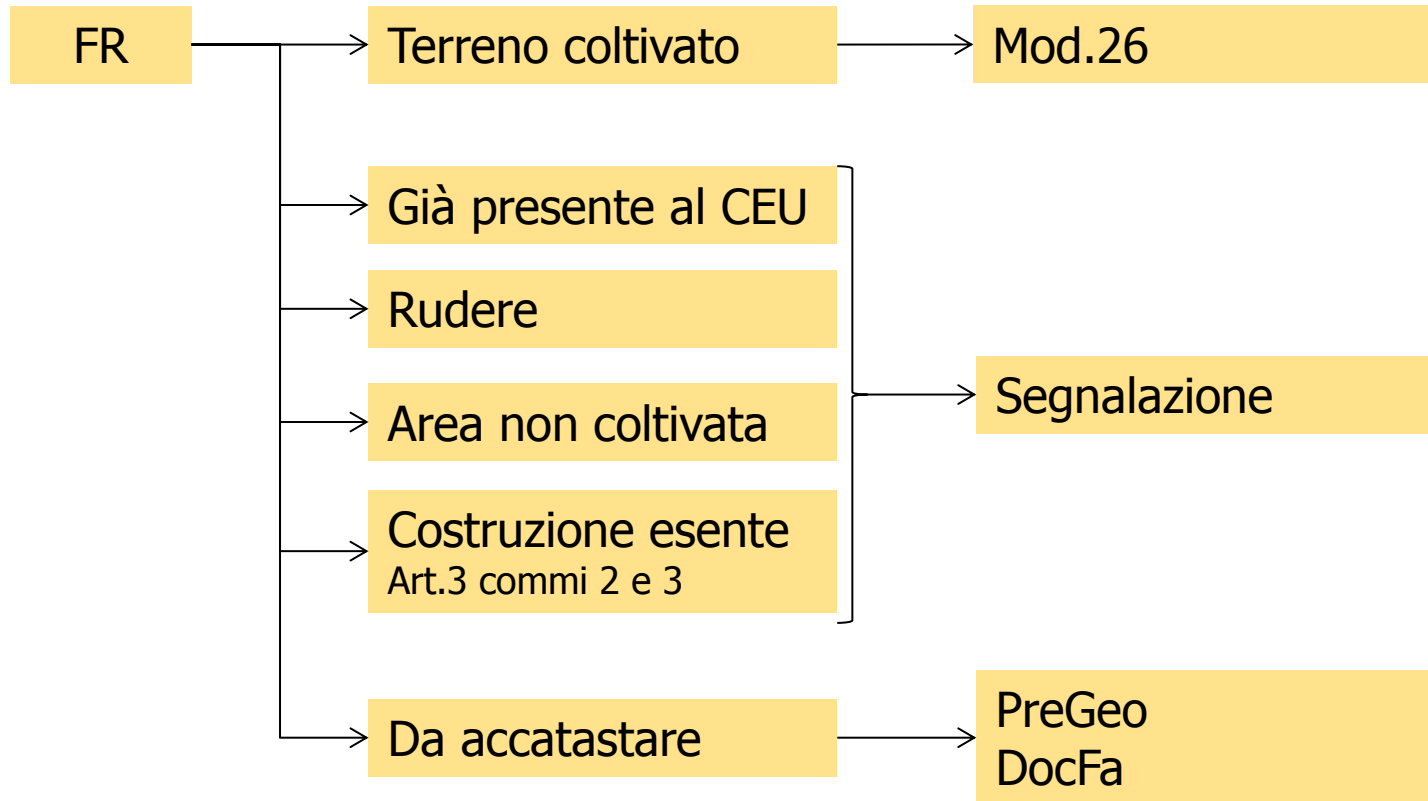 FR
Terreno coltivato
Mod.26
Già presente al CEU
Rudere
Area non coltivata
Costruzione esente
Art.3 commi 2 e 3
Segnalazione
Da accatastare
PreGeo
DocFa